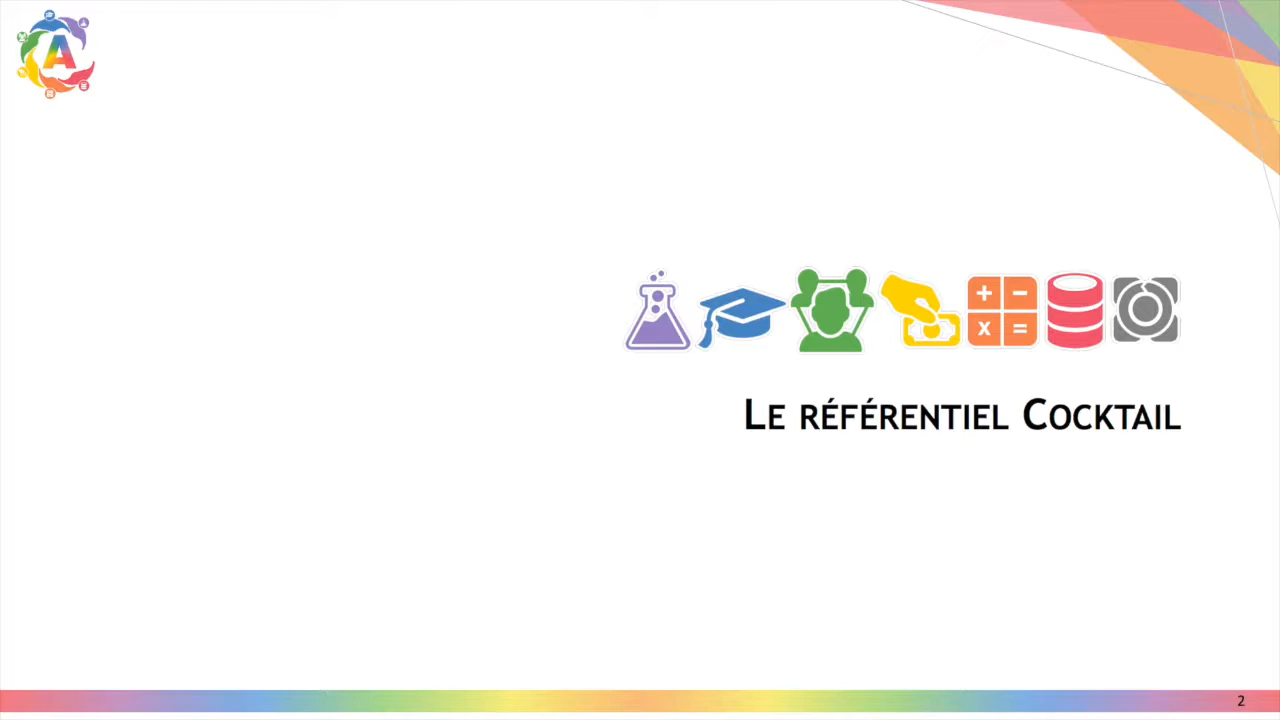 A
+ −
x =
LE RÉFÉRENTIEL COCKTAIL
2